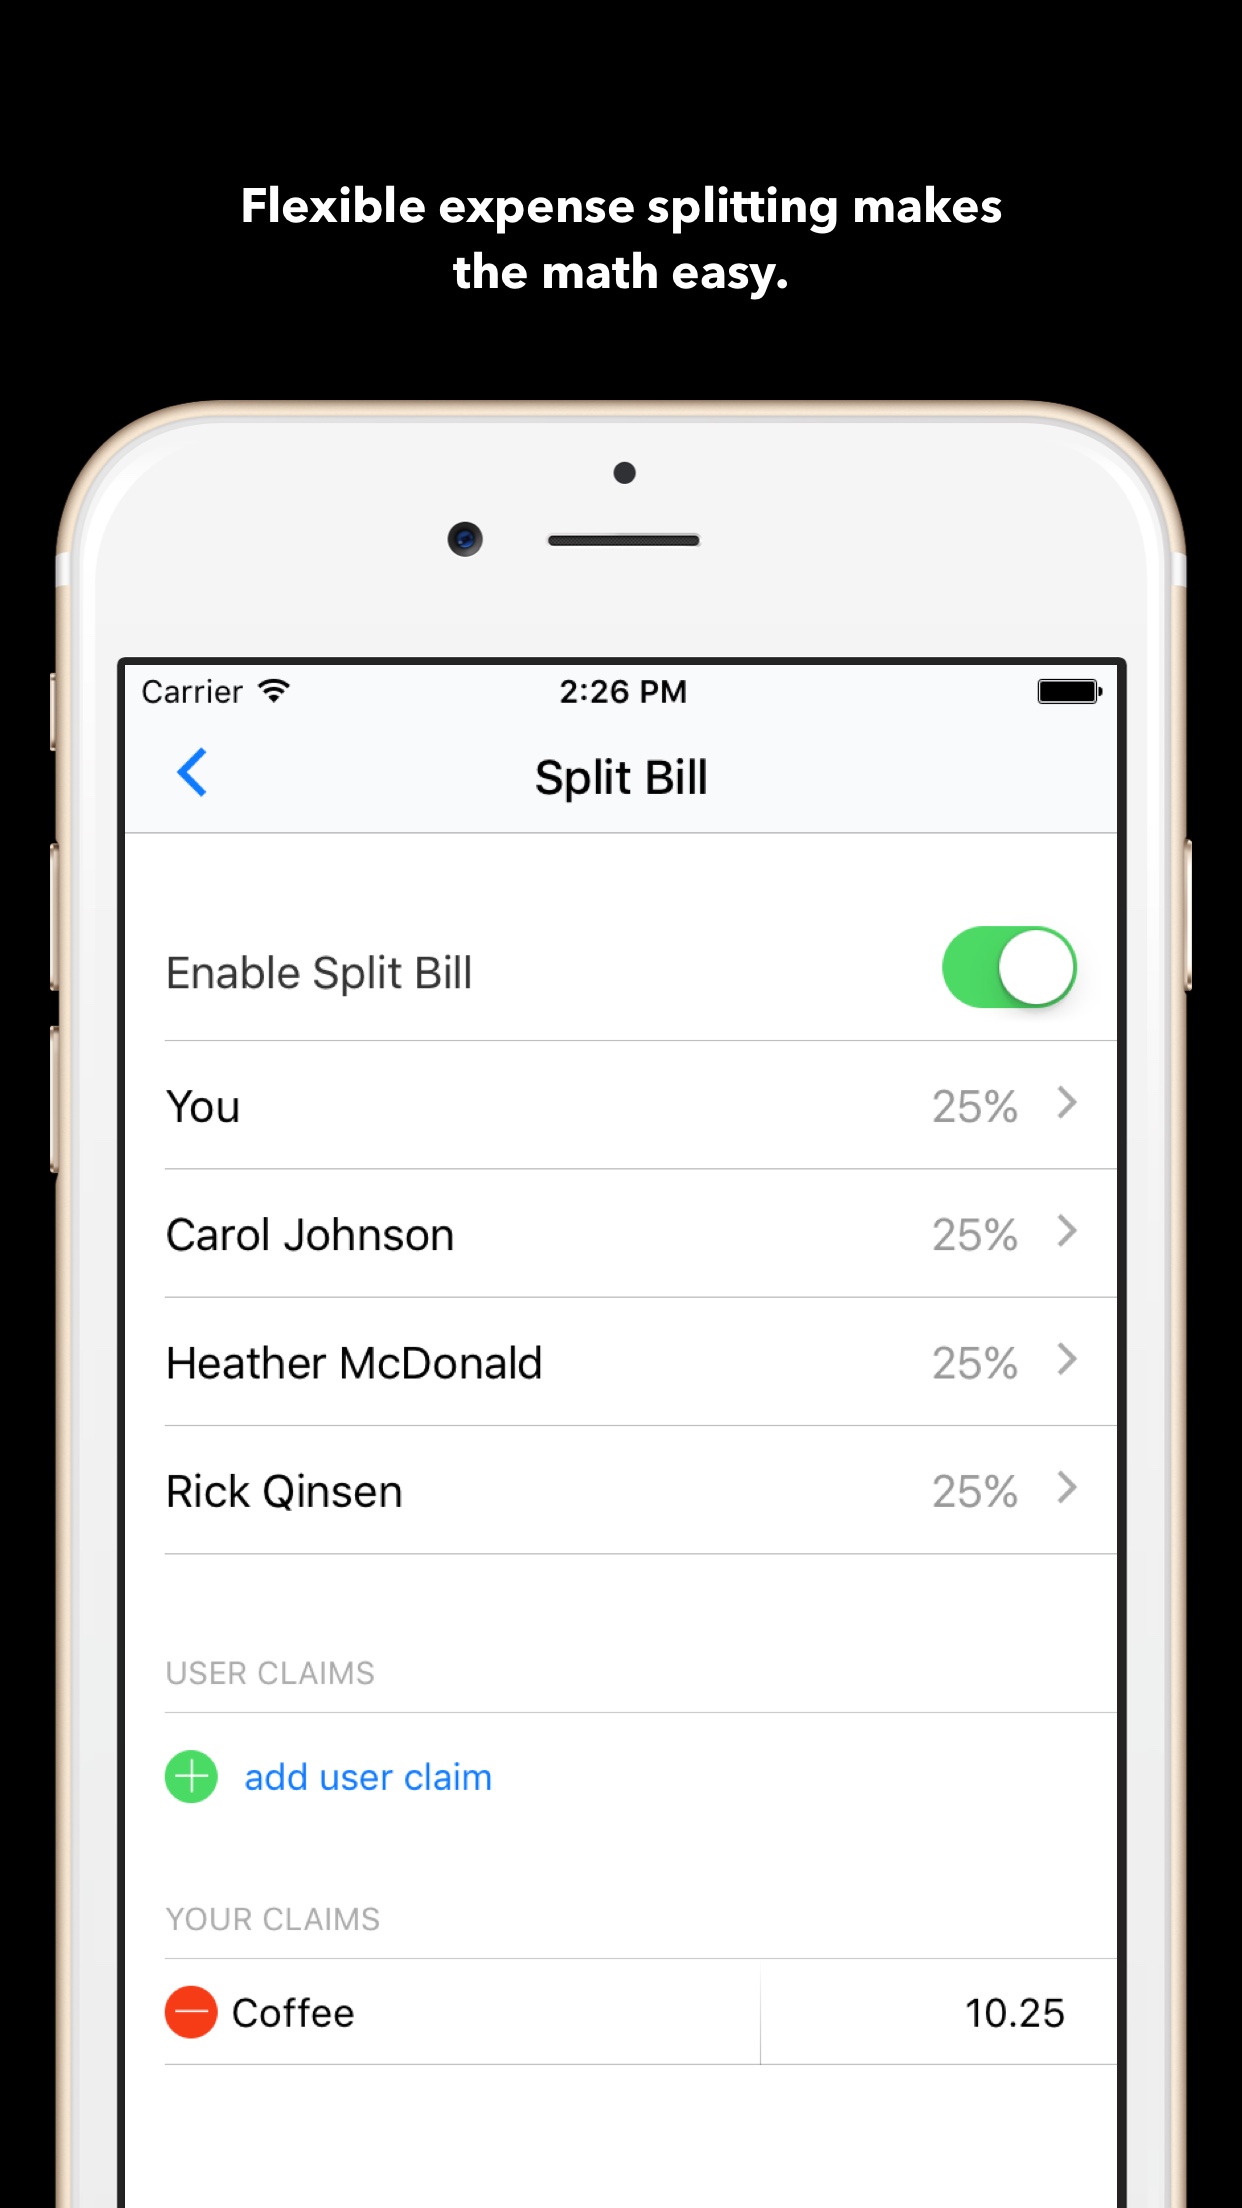 Flexible expense splitting makes
the math easy.
Carrier 2:26 PM
Split Bill
Enable Split Bill
You 25%
Carol Johnson 25%
Heather McDonald 25%
Rick Qinsen 25%
USER CLAIMS
add user claim
YOUR CLAIMS
Coffee 10.25